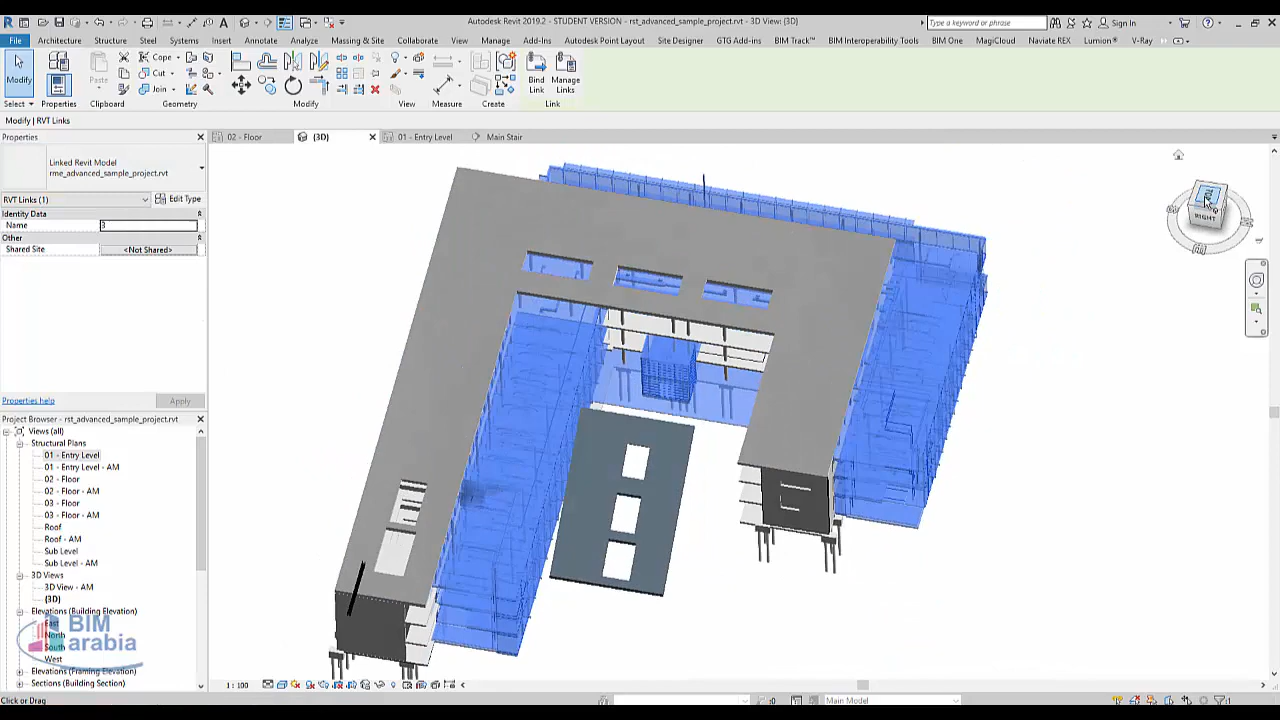 Autodesk Revit 2019.2 - STUDENT VERSION - rst_advanced_sample_project.rvt - 3D View: {3D}
Type a keyword or phrase
Sign In
File Architecture Structure Steel Systems Insert Annotate Analyze Massing & Site Collaborate View Manage Add-Ins Autodesk Point Layout Site Designer BIM Track™ BIM Interoperability Tools BIM One MagiCloud Naviate REX Lumion® V-Ray
Modify
Cope
Cut
Join
Paste
Bind Link
Manage Links
Select Properties Clipboard Geometry Modify View Measure Create Link
Modify | RVT Links
Properties
02 - Floor {3D} 01 - Entry Level Main Stair
Linked Revit Model
rme_advanced_sample_project.rvt
RVT Links (1) Edit Type
Identity Data
Name 3
Other
Shared Site <Not Shared>
RIGHT
Properties help Apply
Project Browser - rst_advanced_sample_project.rvt
Views (all)
Structural Plans
01 - Entry Level
01 - Entry Level - AM
02 - Floor
02 - Floor - AM
03 - Floor
03 - Floor - AM
Roof
Roof - AM
Sub Level
Sub Level - AM
3D Views
3D View - AM
{3D}
Elevations (Building Elevation)
East
North
South
West
BIM
arabia
Elevations (Framing Elevation)
Sections (Building Section)
1 : 100
Click or Drag
:0
Main Model
:1